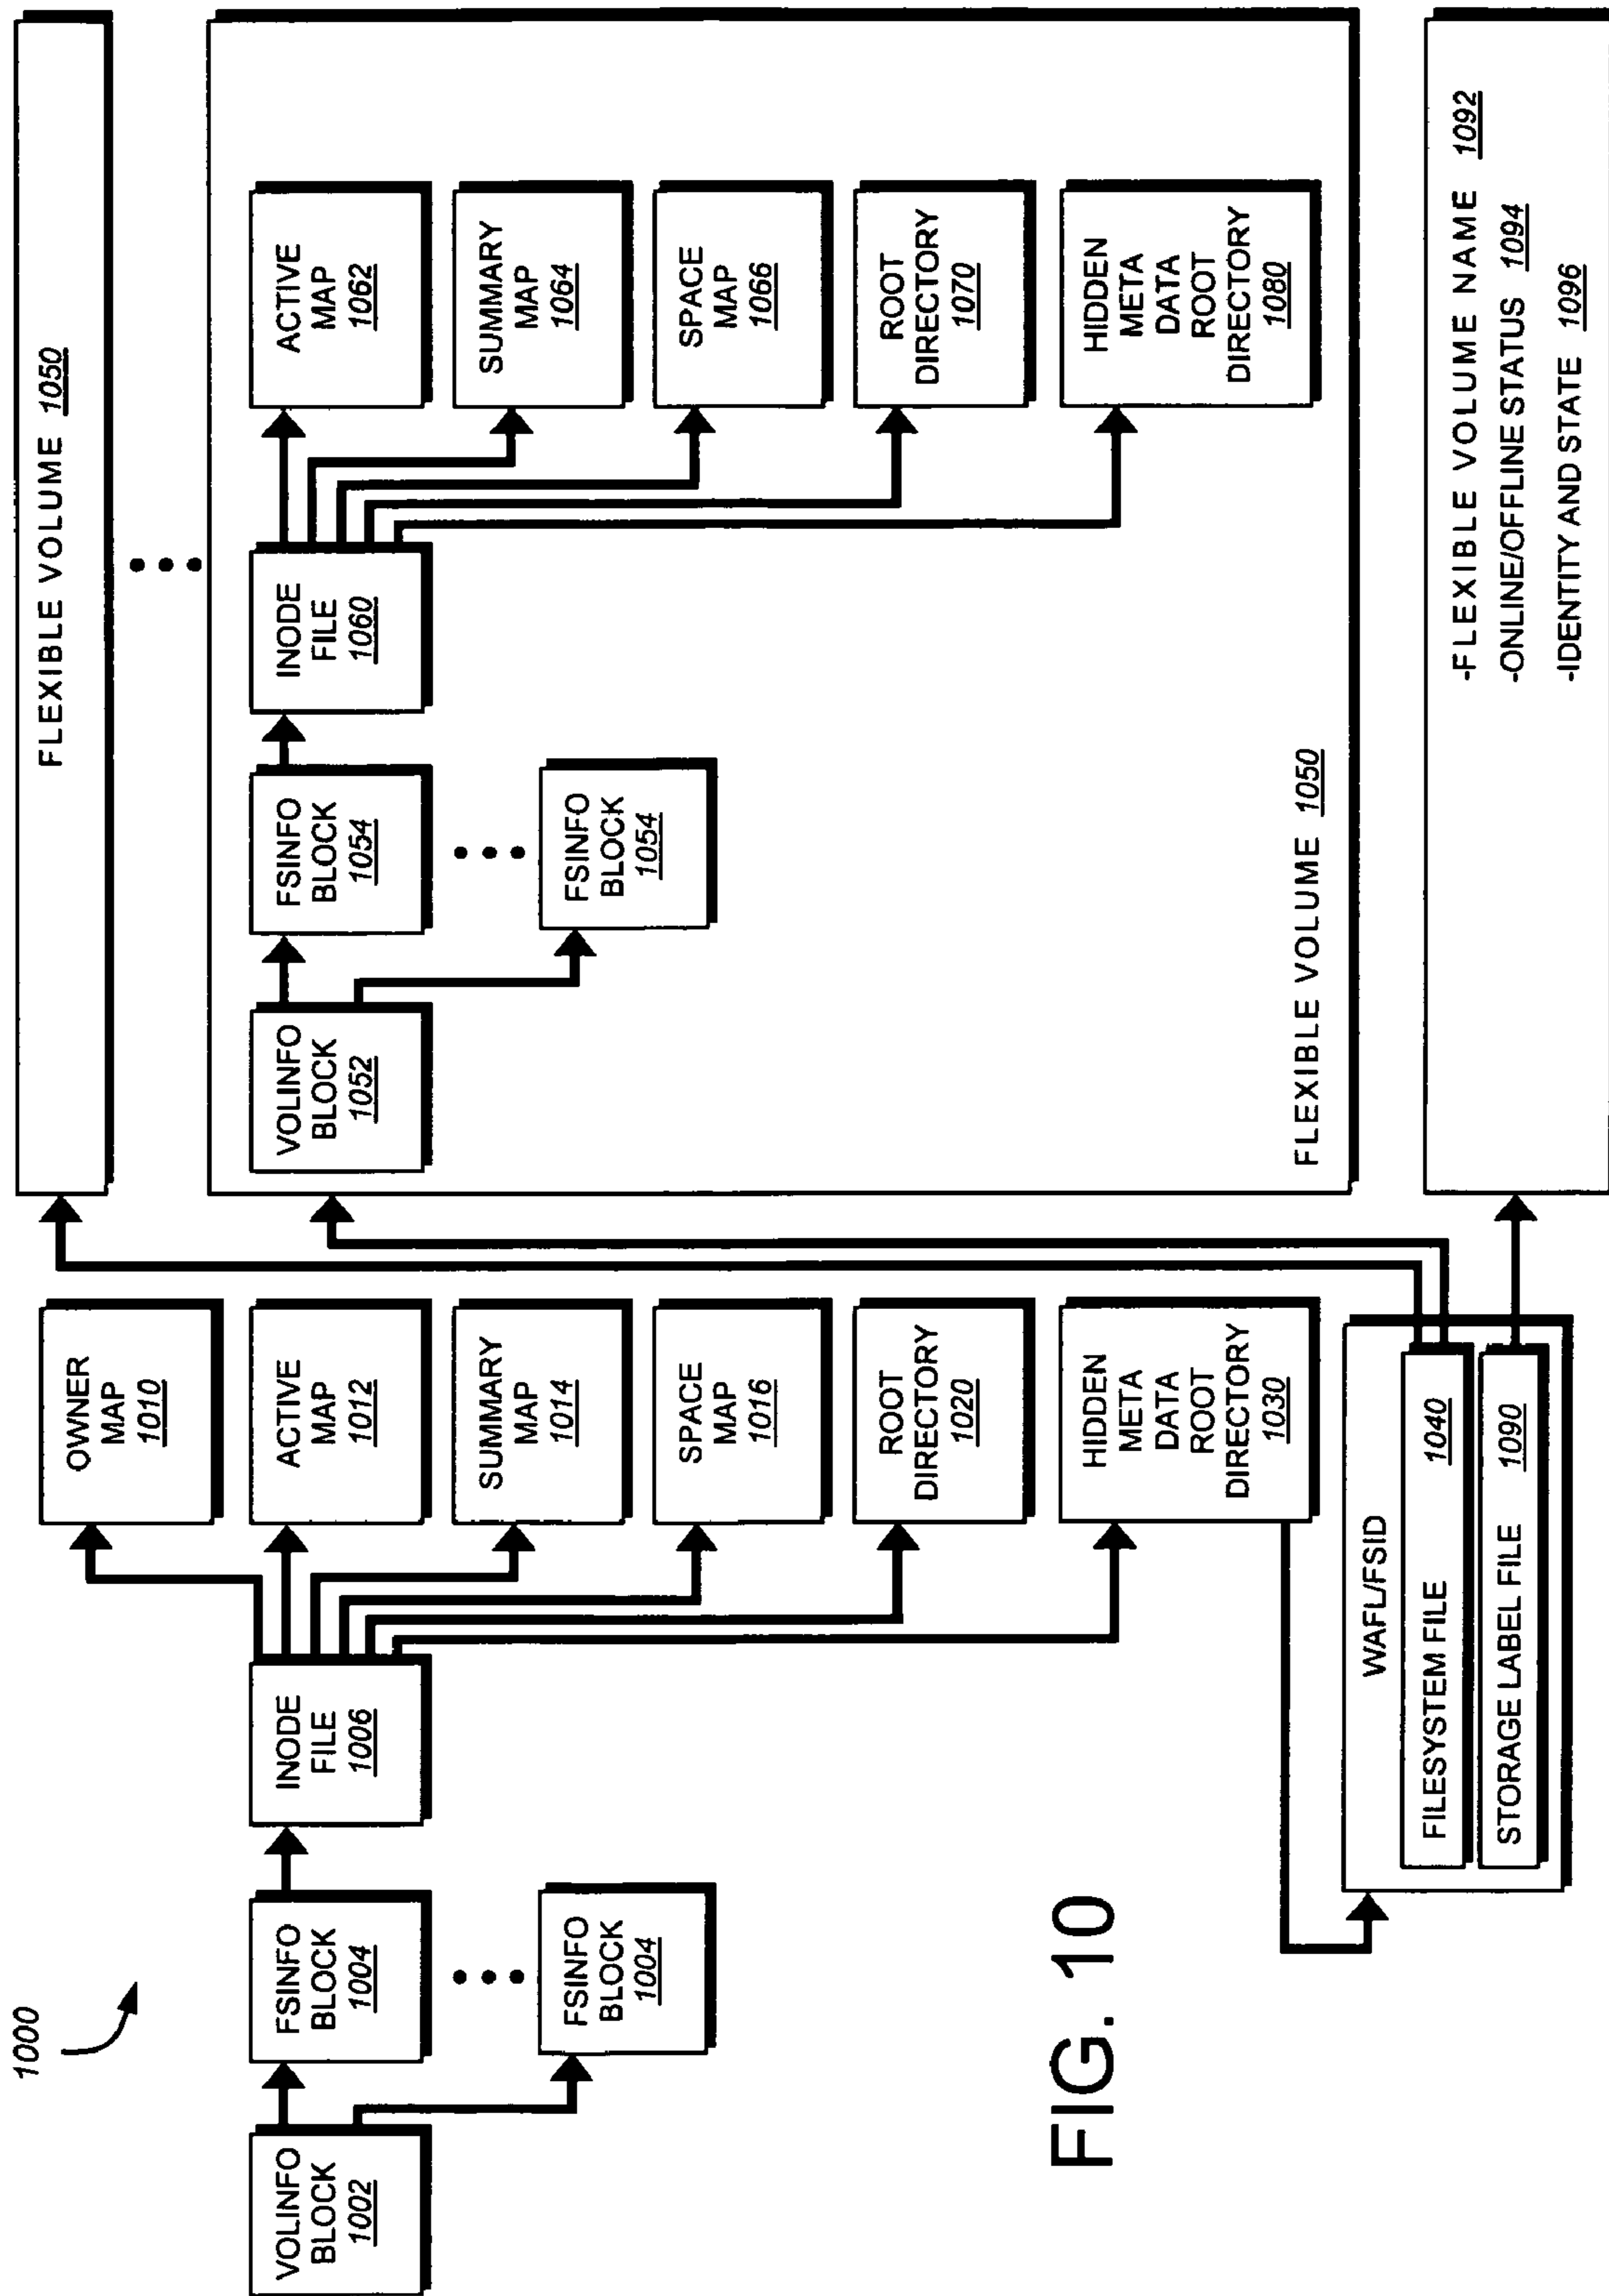 1000
VOLINFO
BLOCK
1002
FSINFO
BLOCK
1004
FSINFO
BLOCK
1004
INODE
FILE
1006
OWNER
MAP
1010
ACTIVE
MAP
1012
SUMMARY
MAP
1014
SPACE
MAP
1016
ROOT
DIRECTORY
1020
HIDDEN
META
DATA
ROOT
DIRECTORY
1030
WAFL/FSID
FILESYSTEM FILE 1040
STORAGE LABEL FILE 1090
FLEXIBLE VOLUME 1050
VOLINFO
BLOCK
1052
FSINFO
BLOCK
1054
FSINFO
BLOCK
1054
INODE
FILE
1060
ACTIVE
MAP
1062
SUMMARY
MAP
1064
SPACE
MAP
1066
ROOT
DIRECTORY
1070
HIDDEN
META
DATA
ROOT
DIRECTORY
1080
FLEXIBLE VOLUME 1050
-FLEXIBLE VOLUME NAME 1092
-ONLINE/OFFLINE STATUS 1094
-IDENTITY AND STATE 1096
FIG. 10